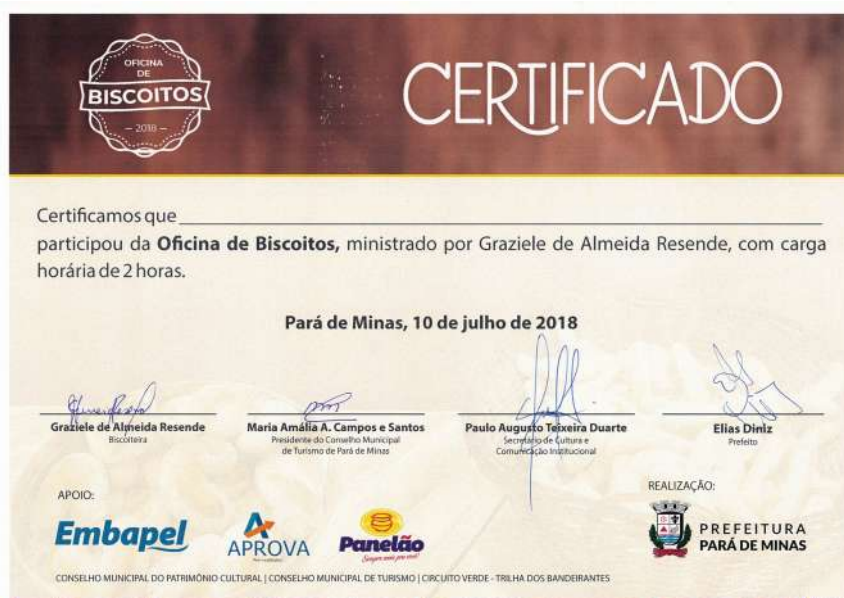 OFICINA
DE
BISCOITOS
– 2018 –
CERTIFICADO
Certificamos que
participou da Oficina de Biscoitos, ministrado por Graziele de Almeida Resende, com carga
horária de 2 horas.
Pará de Minas, 10 de julho de 2018
Graziele de Almeida Resende
Biscoiteira
Maria Amália A. Campos e Santos
Presidente do Conselho Municipal
de Turismo de Pará de Minas
Paulo Augusto Teixeira Duarte
Secretário de Cultura e
Comunicação Institucional
Elias Diniz
Prefeito
APOIO:
Embapel
APROVA
Panelão
Sempre mais pra você!
REALIZAÇÃO:
PREFEITURA
PARÁ DE MINAS
CONSELHO MUNICIPAL DO PATRIMÔNIO CULTURAL | CONSELHO MUNICIPAL DE TURISMO | CIRCUITO VERDE - TRILHA DOS BANDEIRANTES